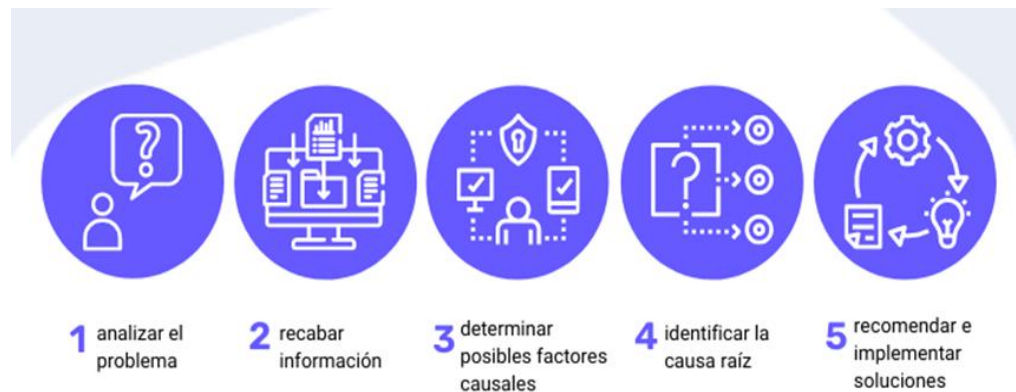 1 analizar el
problema
2 recabar
información
3 determinar
posibles factores
causales
4 identificar la
causa raíz
5 recomendar e
implementar
soluciones